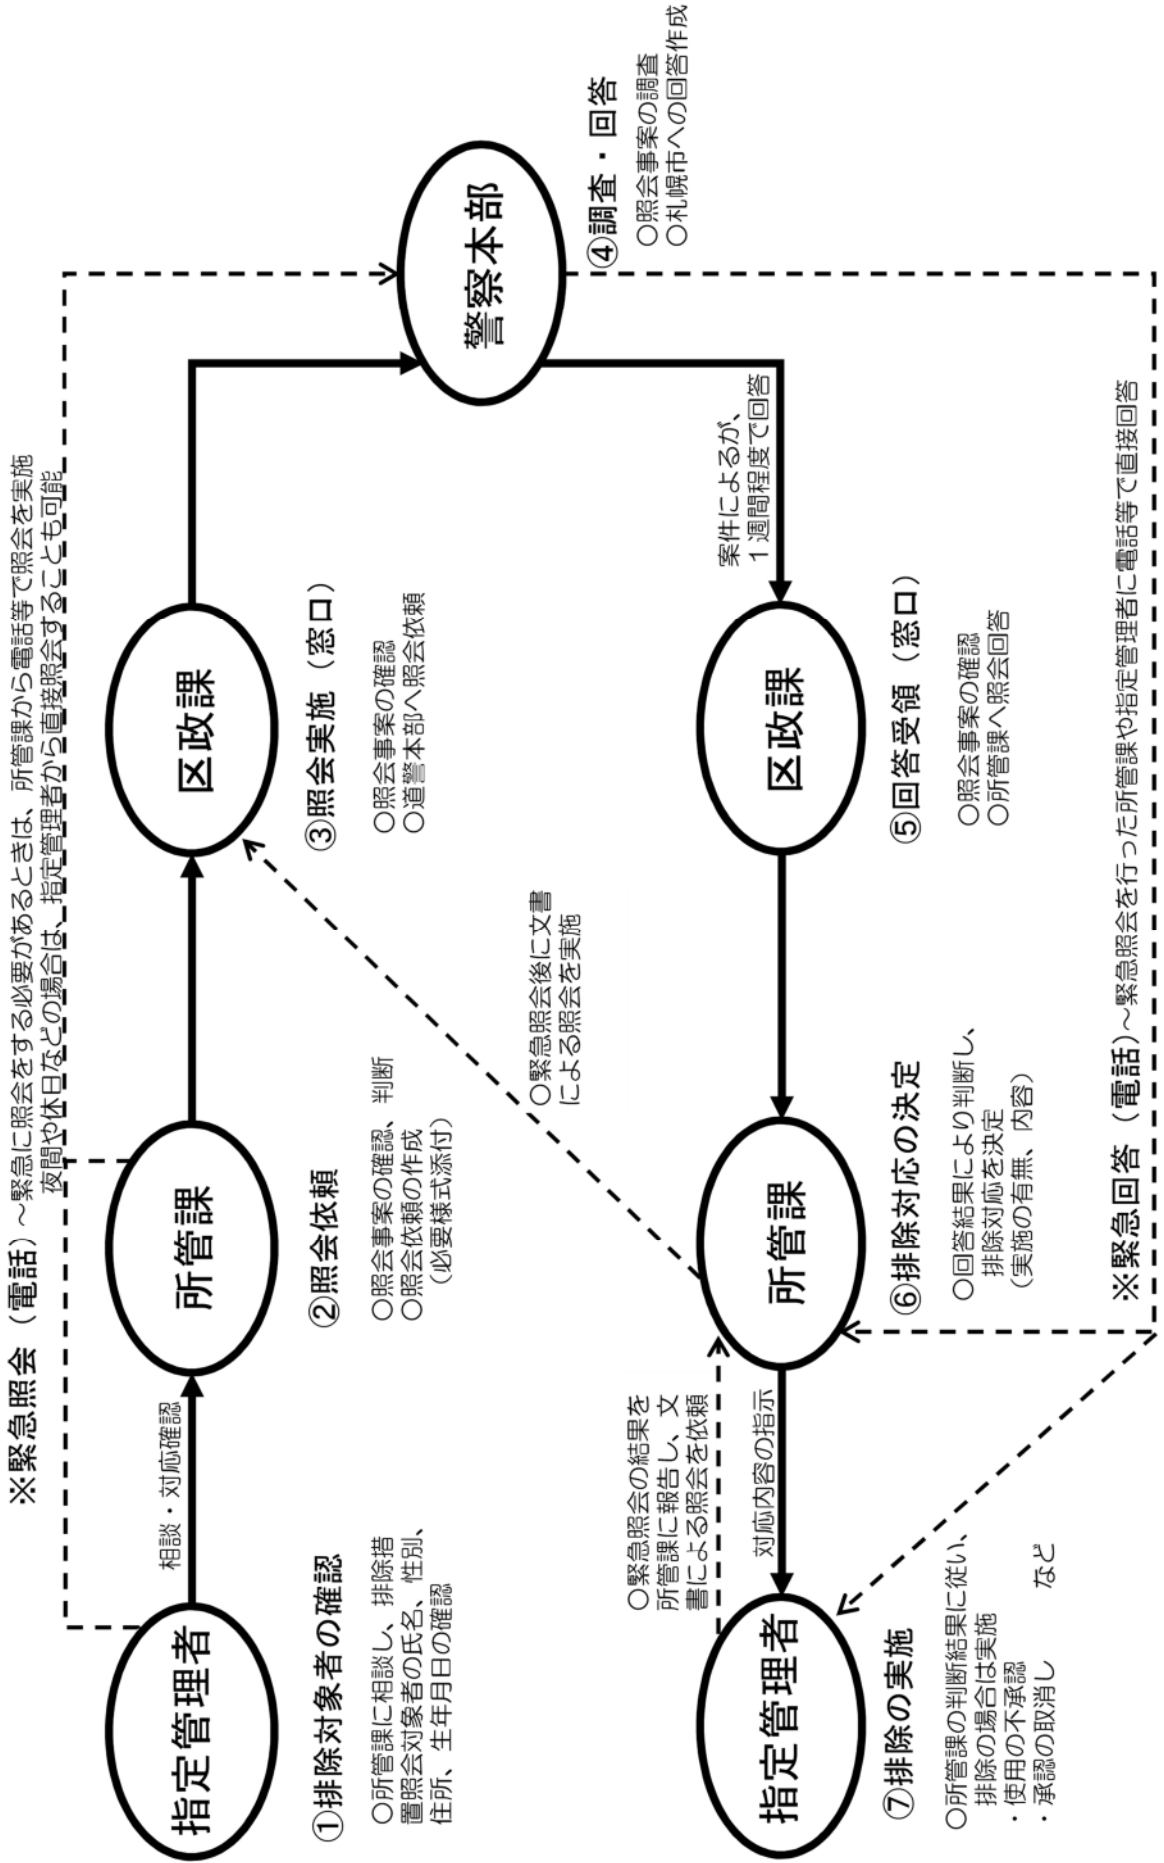 ※緊急照会（電話）～緊急に照会をする必要があるときは、所管課から電話等で照会を実施
夜間や休日などの場合は、指定管理者から直接照会することも可能
指定管理者
相談・対応確認
所管課
区政課
警察本部
①排除対象者の確認
○所管課に相談し、排除措
置照会対象者の氏名、性別、
住所、生年月日の確認
②照会依頼
○照会事案の確認、判断
○照会依頼の作成
（必要様式添付）
③照会実施（窓口）
○照会事案の確認
○道警本部へ照会依頼
④調査・回答
○照会事案の調査
○札幌市への回答作成
○緊急照会後に文書
による照会を実施
案件によるが、
１週間程度で回答
○緊急照会の結果を
所管課に報告し、文
書による照会を依頼
指定管理者
対応内容の指示
所管課
区政課
⑦排除の実施
○所管課の判断結果に従い、
排除の場合は実施
・使用の不承認
・承認の取消し　　など
⑥排除対応の決定
○回答結果により判断し、
排除対応を決定
（実施の有無、内容）
⑤回答受領（窓口）
○照会事案の確認
○所管課へ照会回答
※緊急回答（電話）～緊急照会を行った所管課や指定管理者に電話等で直接回答